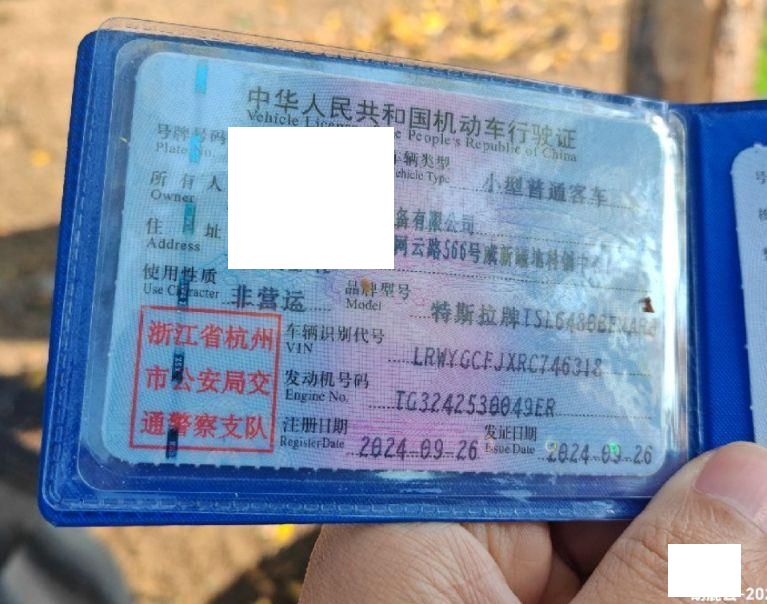 中华人民共和国机动车行驶证
Vehicle License the People's Republic of China
号牌号码
Plate No.
车辆类型
Vehicle Type
小型普通客车
所有人
Owner
备有限公司
住址
Address
网云路566号
使用性质
Use Character
非营运
品牌型号
Model
特斯拉牌
浙江省杭州
市公安局交
通警察支队
车辆识别代号
VIN
LRWYGCFJXRC746318
发动机号码
Engine No.
TG3242530049ER
注册日期
Register Date
2024-09-26
发证日期
Issue Date
2024-09-26
号